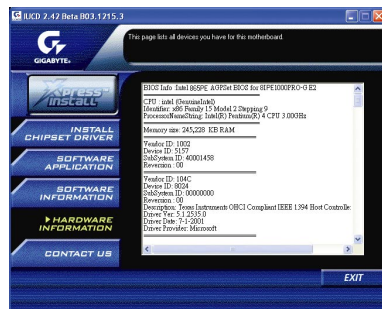 IUCD 2.42 Beta B03.1215.3
GIGABYTE™
This page lists all devices you have for this motherboard.
Xpress™
INSTALL
INSTALL
CHIPSET DRIVER
SOFTWARE
APPLICATION
SOFTWARE
INFORMATION
HARDWARE
INFORMATION
CONTACT US
BIOS Info: Intel 865PE AGPSet BIOS for 8IPE1000PRO-G E2
CPU : intel (GenuineIntel)
Identifier: x86 Family 15 Model 2 Stepping 9
ProcessorNameString: Intel(R) Pentium(R) 4 CPU 3.00GHz
Memory size: 245,228 KB RAM
Vendor ID: 1002
Device ID: 5157
SubSystem ID: 40001458
Reversion : 00
Vendor ID: 104C
Device ID: 8024
SubSystem ID: 00000000
Reversion : 00
Description: Texas Instruments OHCI Compliant IEEE 1394 Host Controlle
Driver Ver: 5.1.2535.0
Driver Date: 7-1-2001
Driver Provider: Microsoft
EXIT